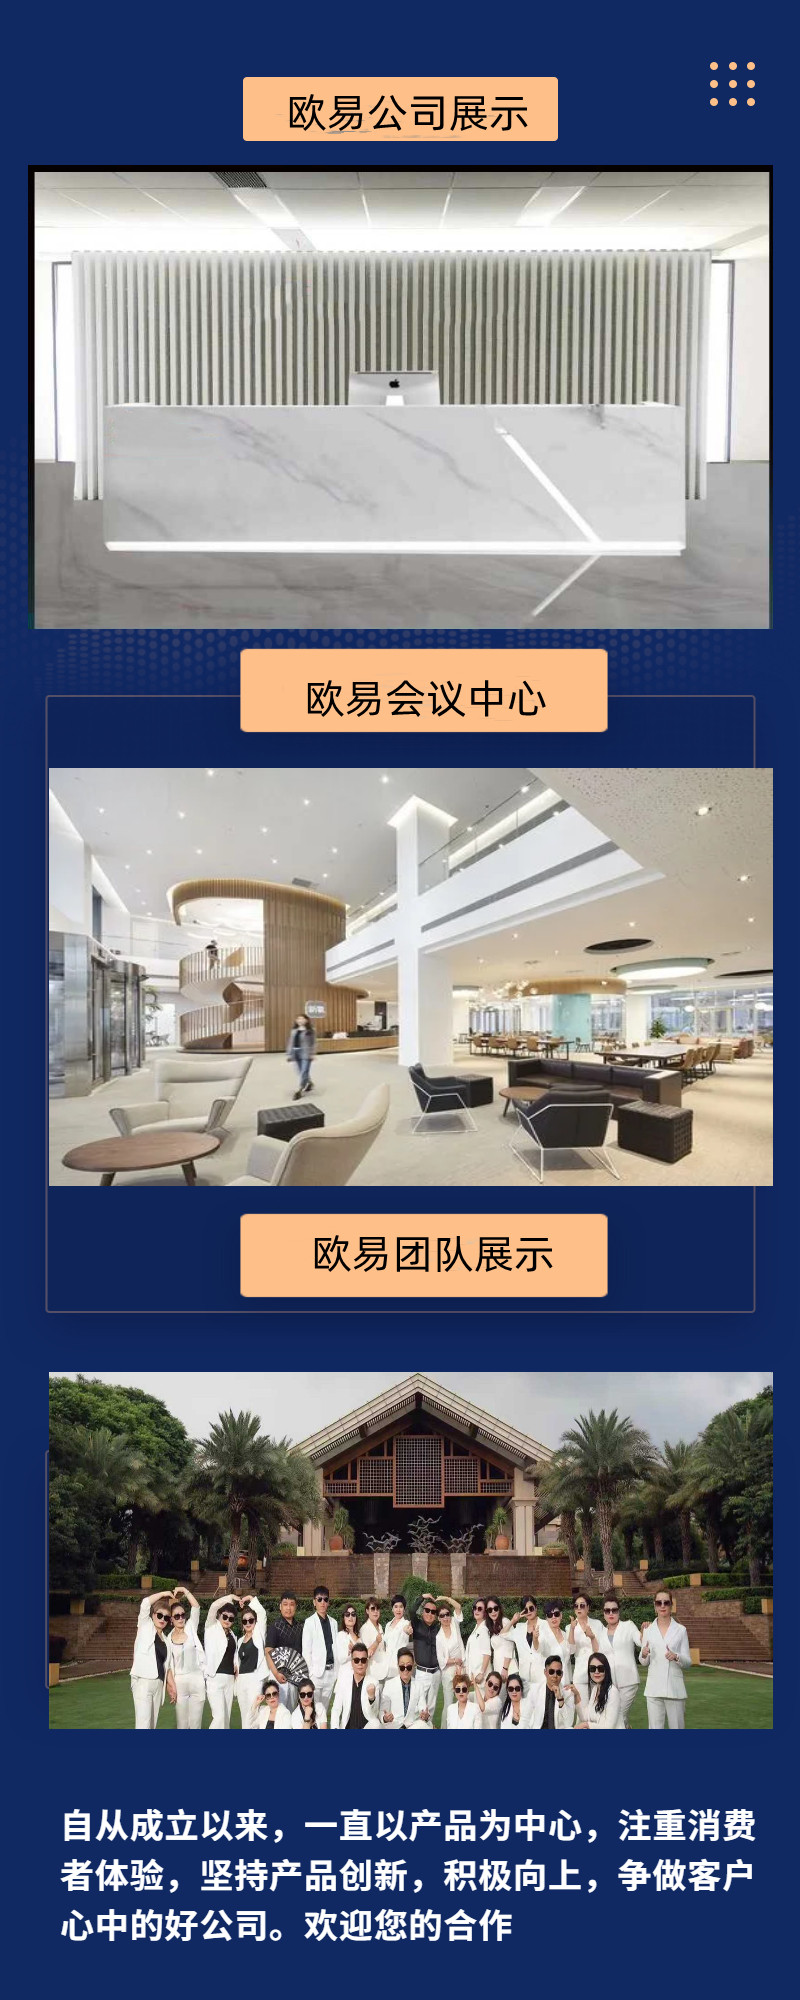 欧易公司展示
欧易会议中心
欧易团队展示
自从成立以来，一直以产品为中心，注重消费
者体验，坚持产品创新，积极向上，争做客户
心中的好公司。欢迎您的合作